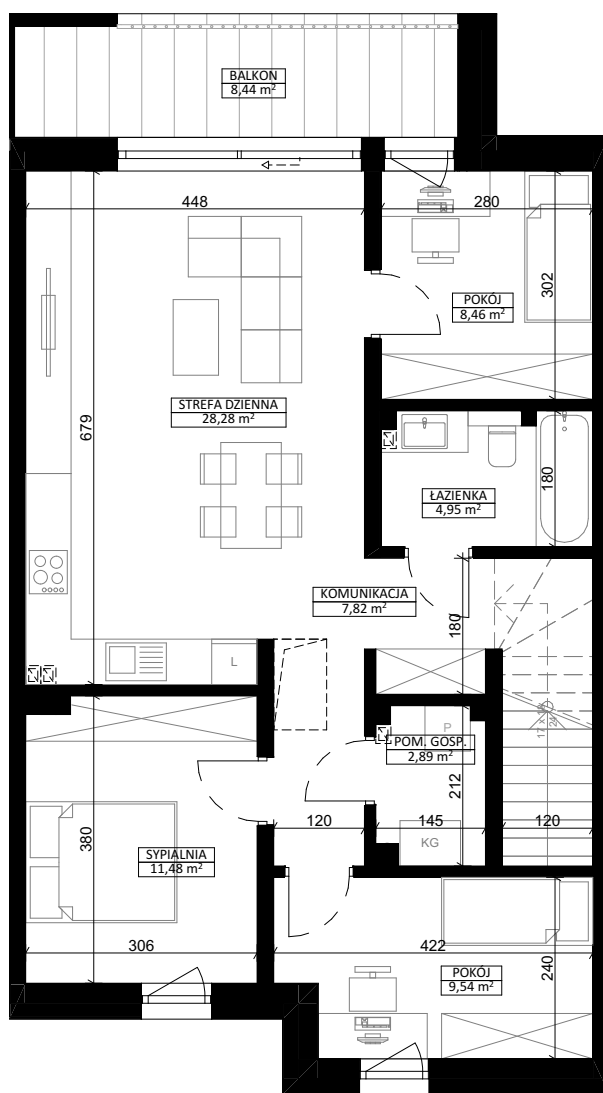 BALKON
8,44 m²
448
280
302
POKÓJ
8,46 m²
STREFA DZIENNA
28,28 m²
679
180
ŁAZIENKA
4,95 m²
KOMUNIKACJA
7,82 m²
180
L
P
POM. GOSP.
2,89 m²
212
380
120
145
120
KG
SYPIALNIA
11,48 m²
306
422
240
POKÓJ
9,54 m²